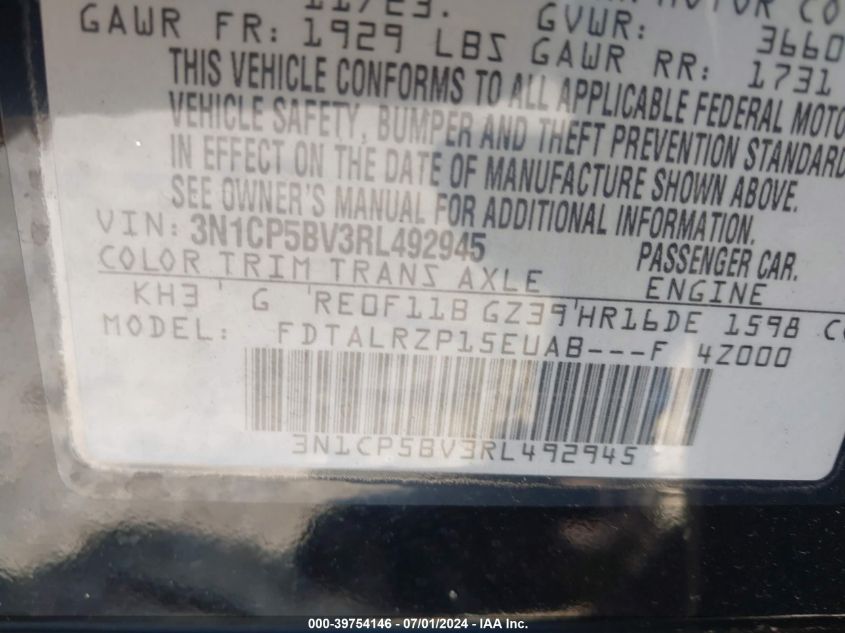 11/23.
MOTOR CO
GAWR FR: 1929 LBS
GVWR: 3660
GAWR RR: 1731
THIS VEHICLE CONFORMS TO ALL APPLICABLE FEDERAL MOTO
VEHICLE SAFETY, BUMPER AND THEFT PREVENTION STANDARD
IN EFFECT ON THE DATE OF MANUFACTURE SHOWN ABOVE.
SEE OWNER'S MANUAL FOR ADDITIONAL INFORMATION.
VIN: 3N1CP5BV3RL492945
PASSENGER CAR.
COLOR TRIM TRANS AXLE ENGINE
KH3 G RE0F11B GZ39 HR16DE 1598 C
MODEL: FDTALRZP15EUAB---F 4Z000
3N1CP5BV3RL492945
000-39754146 - 07/01/2024 - IAA Inc.